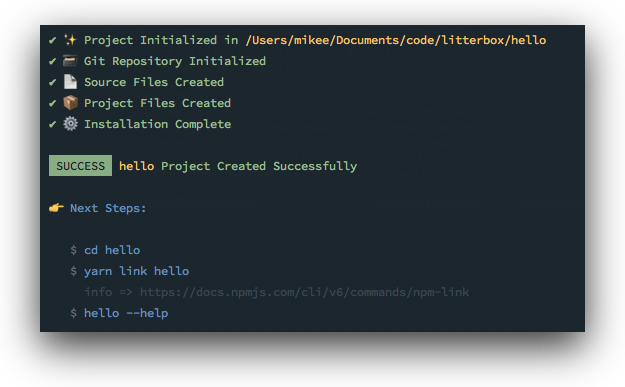 ✔ ✨ Project Initialized in /Users/mikee/Documents/code/litterbox/hello
✔ 🗃 Git Repository Initialized
✔ 📄 Source Files Created
✔ 📦 Project Files Created
✔ ⚙️ Installation Complete
SUCCESS hello Project Created Successfully
👉 Next Steps:
$ cd hello
$ yarn link hello
info => https://docs.npmjs.com/cli/v6/commands/npm-link
$ hello --help